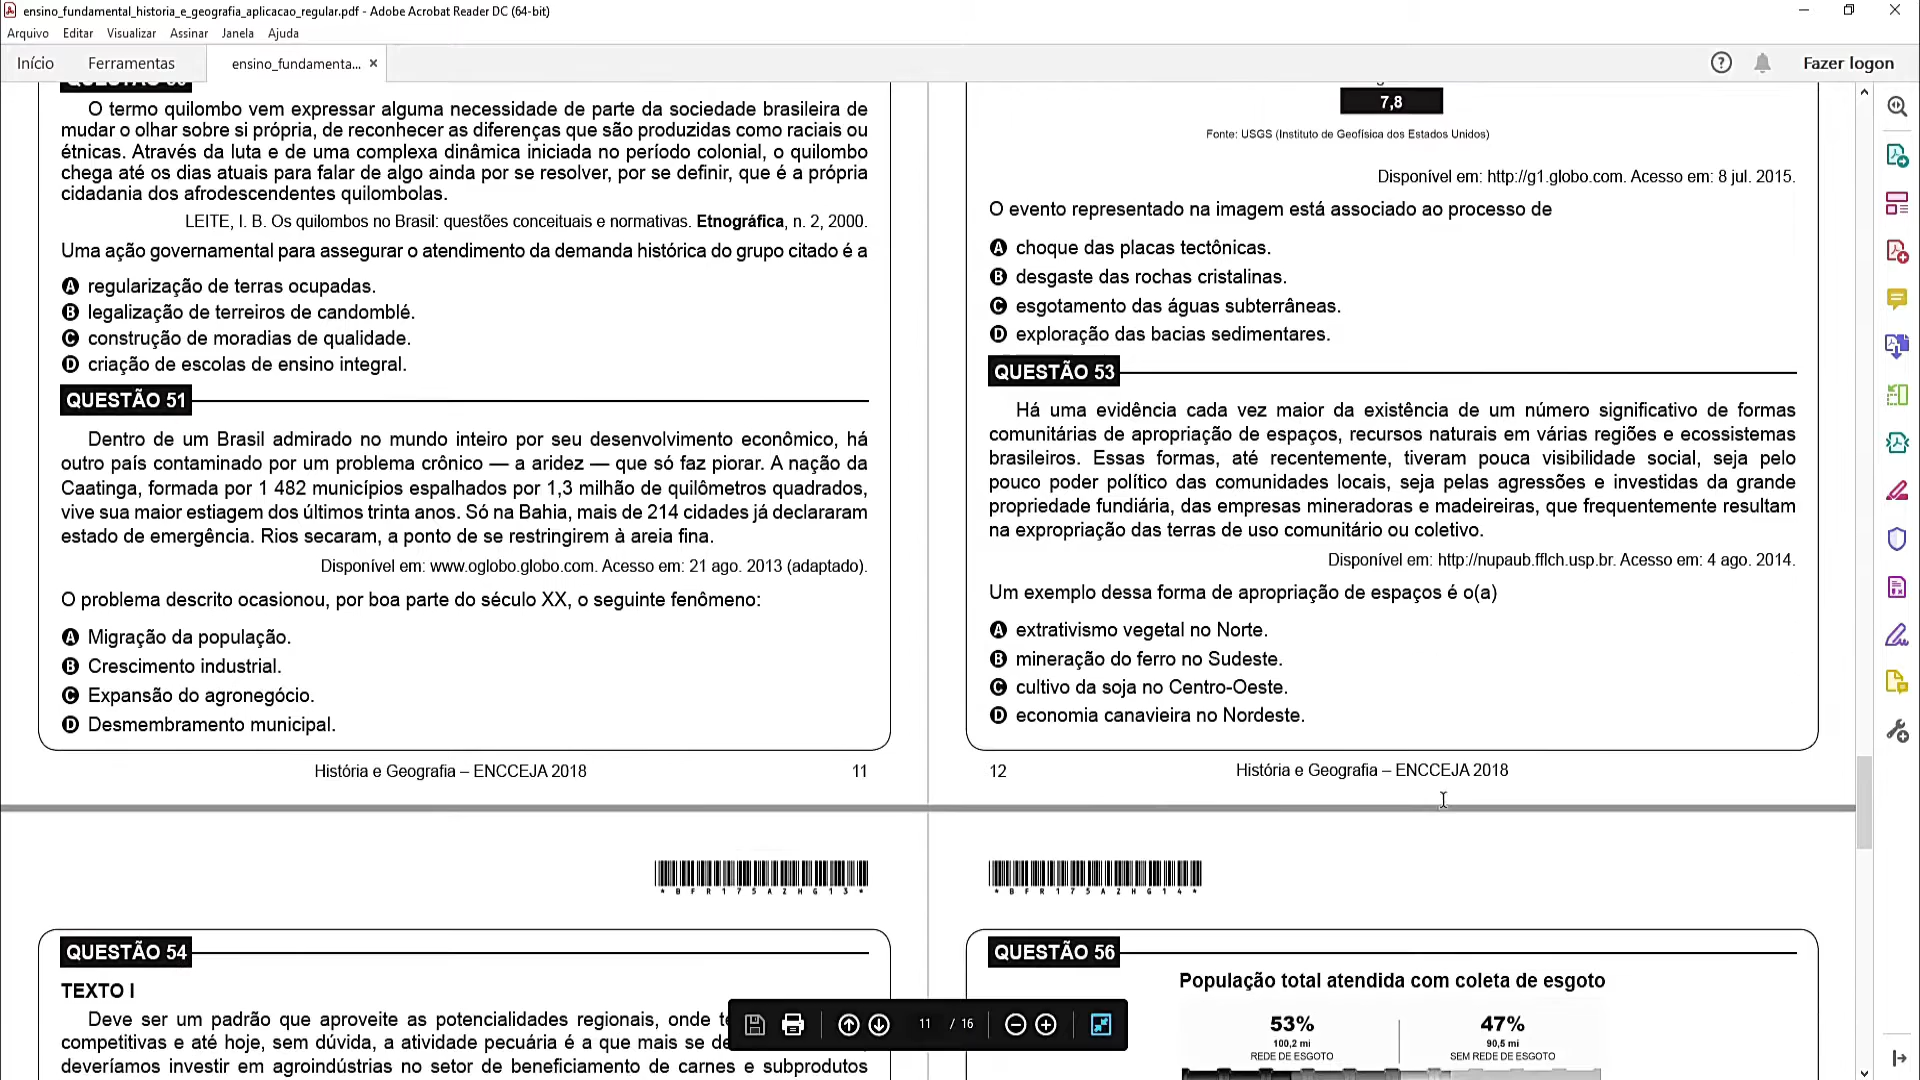 ensino_fundamental_historia_e_geografia_aplicacao_regular.pdf - Adobe Acrobat Reader DC (64-bit)
Arquivo Editar Visualizar Assinar Janela Ajuda
Início Ferramentas ensino_fundamenta... × Fazer logon
O termo quilombo vem expressar alguma necessidade de parte da sociedade brasileira de
mudar o olhar sobre si própria, de reconhecer as diferenças que são produzidas como raciais ou
étnicas. Através da luta e de uma complexa dinâmica iniciada no período colonial, o quilombo
chega até os dias atuais para falar de algo ainda por se resolver, por se definir, que é a própria
cidadania dos afrodescendentes quilombolas.
LEITE, I. B. Os quilombos no Brasil: questões conceituais e normativas. Etnográfica, n. 2, 2000.
Uma ação governamental para assegurar o atendimento da demanda histórica do grupo citado é a
A regularização de terras ocupadas.
B legalização de terreiros de candomblé.
C construção de moradias de qualidade.
D criação de escolas de ensino integral.
QUESTÃO 51
Dentro de um Brasil admirado no mundo inteiro por seu desenvolvimento econômico, há
outro país contaminado por um problema crônico — a aridez — que só faz piorar. A nação da
Caatinga, formada por 1 482 municípios espalhados por 1,3 milhão de quilômetros quadrados,
vive sua maior estiagem dos últimos trinta anos. Só na Bahia, mais de 214 cidades já declararam
estado de emergência. Rios secaram, a ponto de se restringirem à areia fina.
Disponível em: www.oglobo.globo.com. Acesso em: 21 ago. 2013 (adaptado).
O problema descrito ocasionou, por boa parte do século XX, o seguinte fenômeno:
A Migração da população.
B Crescimento industrial.
C Expansão do agronegócio.
D Desmembramento municipal.
História e Geografia – ENCCEJA 2018 11
7,8
Fonte: USGS (Instituto de Geofísica dos Estados Unidos)
Disponível em: http://g1.globo.com. Acesso em: 8 jul. 2015.
O evento representado na imagem está associado ao processo de
A choque das placas tectônicas.
B desgaste das rochas cristalinas.
C esgotamento das águas subterrâneas.
D exploração das bacias sedimentares.
QUESTÃO 53
Há uma evidência cada vez maior da existência de um número significativo de formas
comunitárias de apropriação de espaços, recursos naturais em várias regiões e ecossistemas
brasileiros. Essas formas, até recentemente, tiveram pouca visibilidade social, seja pelo
pouco poder político das comunidades locais, seja pelas agressões e investidas da grande
propriedade fundiária, das empresas mineradoras e madeireiras, que frequentemente resultam
na expropriação das terras de uso comunitário ou coletivo.
Disponível em: http://nupaub.fflch.usp.br. Acesso em: 4 ago. 2014.
Um exemplo dessa forma de apropriação de espaços é o(a)
A extrativismo vegetal no Norte.
B mineração do ferro no Sudeste.
C cultivo da soja no Centro-Oeste.
D economia canavieira no Nordeste.
12 História e Geografia – ENCCEJA 2018
*BFR175AZHG13*
QUESTÃO 54
TEXTO I
Deve ser um padrão que aproveite as potencialidades regionais, onde
competitivas e até hoje, sem dúvida, a atividade pecuária é a que mais se
deveríamos investir em agroindústrias no setor de beneficiamento de carnes e subprodutos
*BFR175AZHG14*
QUESTÃO 56
População total atendida com coleta de esgoto
53% 47%
100,2 mi 90,5 mi
REDE DE ESGOTO SEM REDE DE ESGOTO
11 / 16